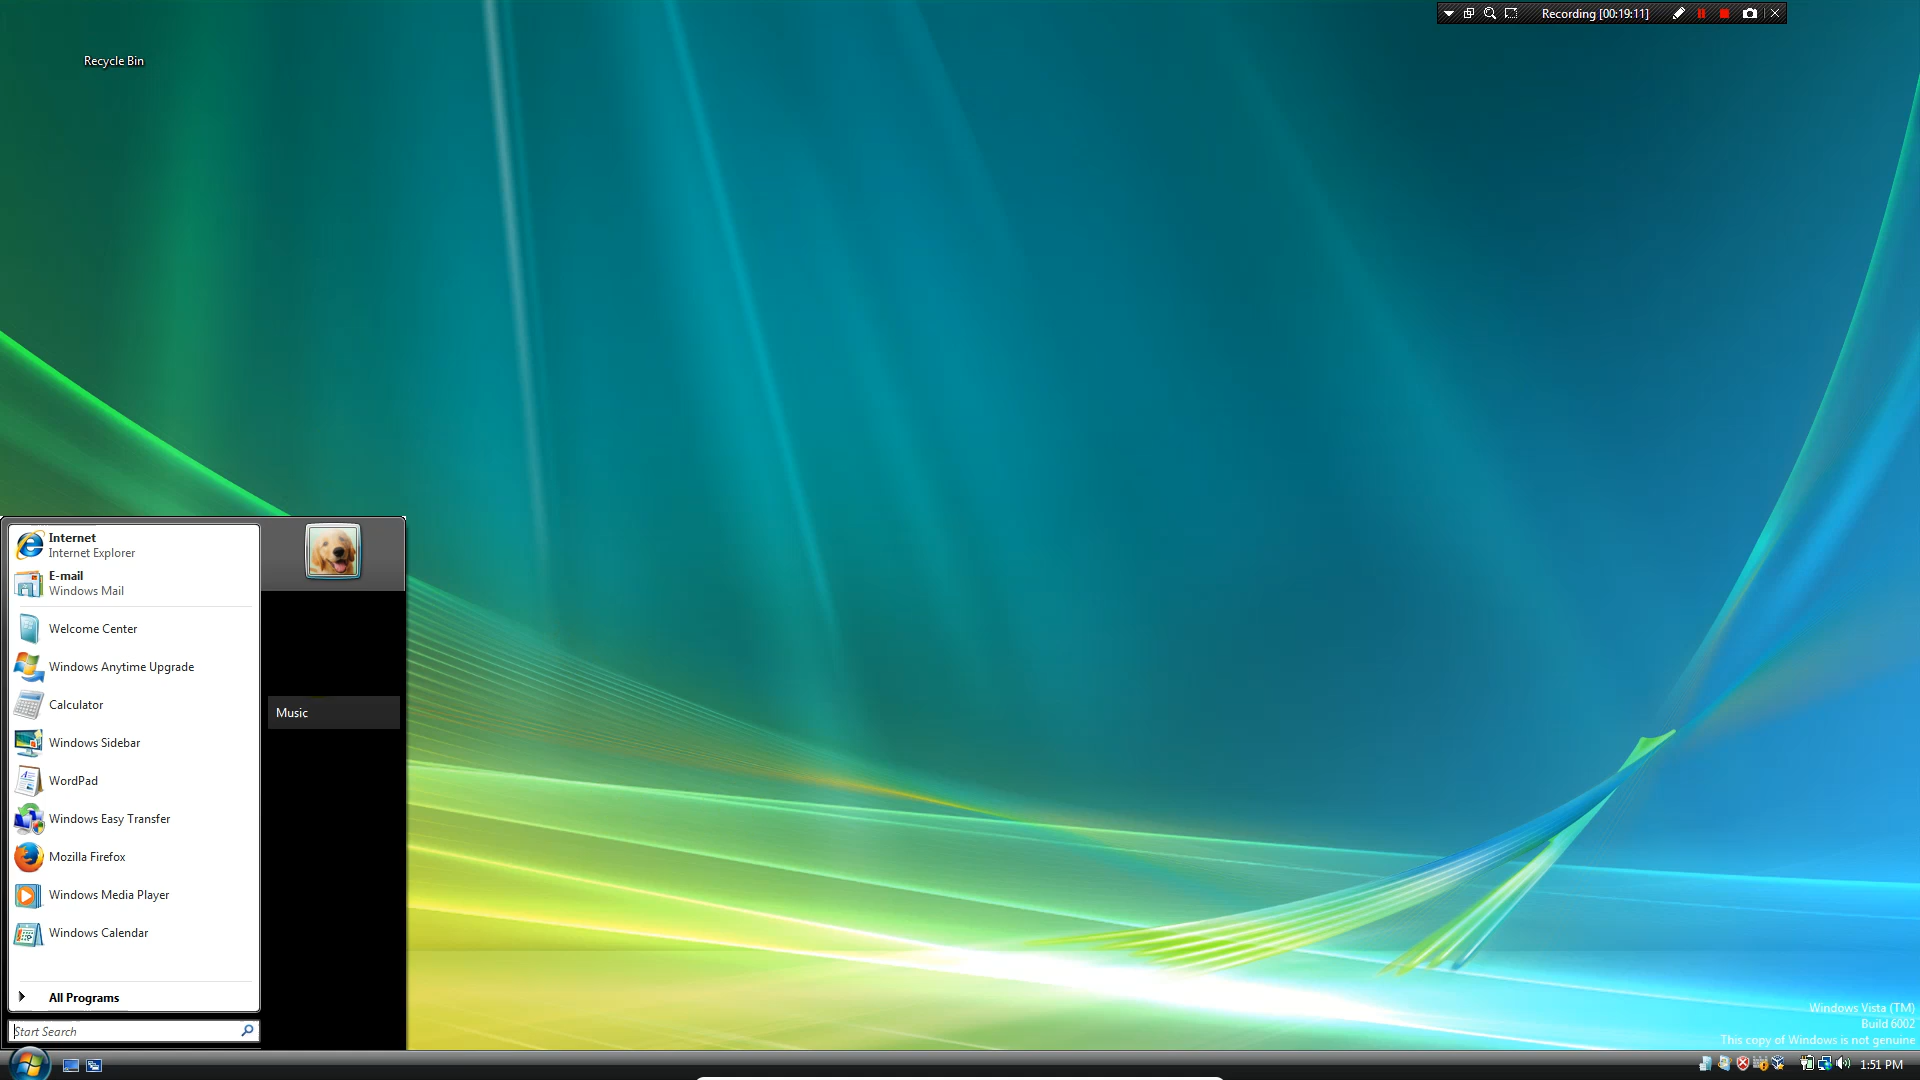 Recording [00:19:11]
Recycle Bin
Internet
Internet Explorer
E-mail
Windows Mail
Welcome Center
Windows Anytime Upgrade
Calculator
Music
Windows Sidebar
WordPad
Windows Easy Transfer
Mozilla Firefox
Windows Media Player
Windows Calendar
All Programs
Start Search
Windows Vista (TM)
Build 6002
This copy of Windows is not genuine
1:51 PM